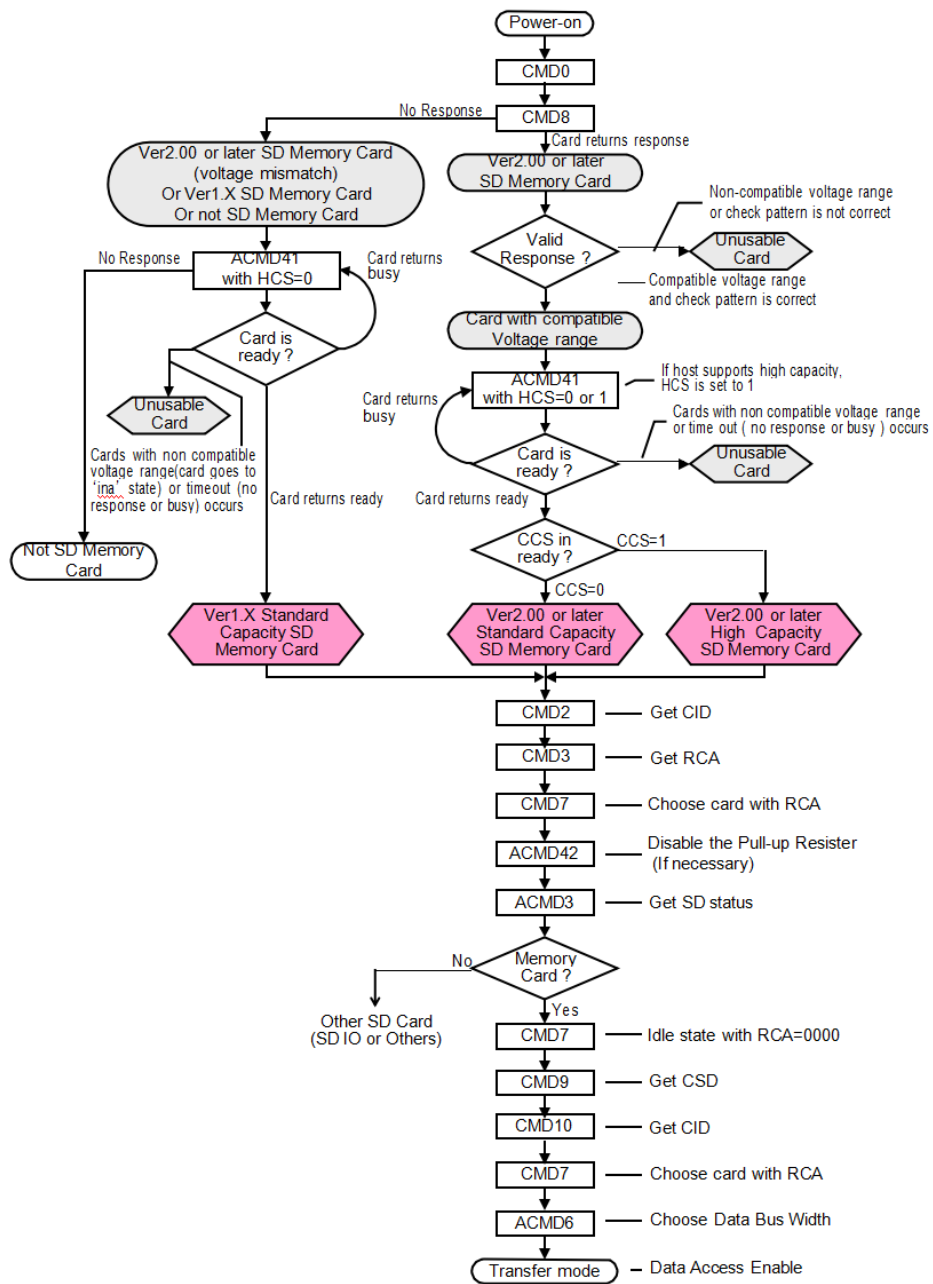 Power-on
CMD0
No Response
CMD8
Card returns response
Ver2.00 or later SD Memory Card
(voltage mismatch)
Or Ver1.X SD Memory Card
Or not SD Memory Card
Ver2.00 or later
SD Memory Card
Non-compatible voltage range
or check pattern is not correct
Valid
Response ?
Unusable
Card
Compatible voltage range
and check pattern is correct
No Response
ACMD41
with HCS=0
Card returns
busy
Card is
ready ?
Unusable
Card
Cards with non compatible
voltage range(card goes to
‘ina’ state) or timeout (no
response or busy) occurs
Card returns ready
Not SD Memory
Card
Card with compatible
Voltage range
ACMD41
with HCS=0 or 1
If host supports high capacity,
HCS is set to 1
Card returns
busy
Cards with non compatible voltage range
or time out ( no response or busy ) occurs
Card is
ready ?
Unusable
Card
Card returns ready
CCS in
ready ?
CCS=1
CCS=0
Ver1.X Standard
Capacity SD
Memory Card
Ver2.00 or later
Standard Capacity
SD Memory Card
Ver2.00 or later
High Capacity
SD Memory Card
CMD2
Get CID
CMD3
Get RCA
CMD7
Choose card with RCA
ACMD42
Disable the Pull-up Resister
(If necessary)
ACMD3
Get SD status
Memory
Card ?
No
Other SD Card
(SD IO or Others)
Yes
CMD7
Idle state with RCA=0000
CMD9
Get CSD
CMD10
Get CID
CMD7
Choose card with RCA
ACMD6
Choose Data Bus Width
Transfer mode
Data Access Enable